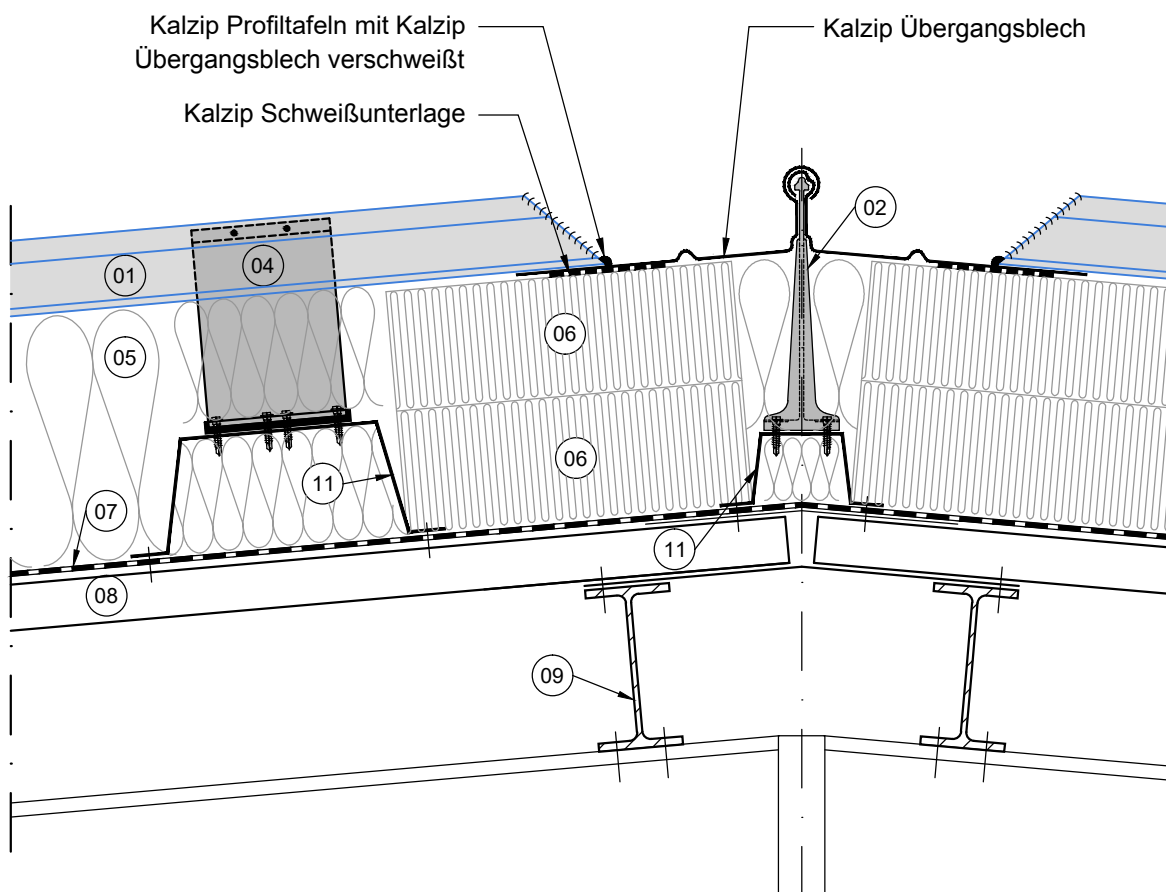 Kalzip Profiltafeln mit Kalzip
Übergangsblech verschweißt
Kalzip Übergangsblech
Kalzip Schweißunterlage
02
01
04
06
05
06
11
07
11
08
09